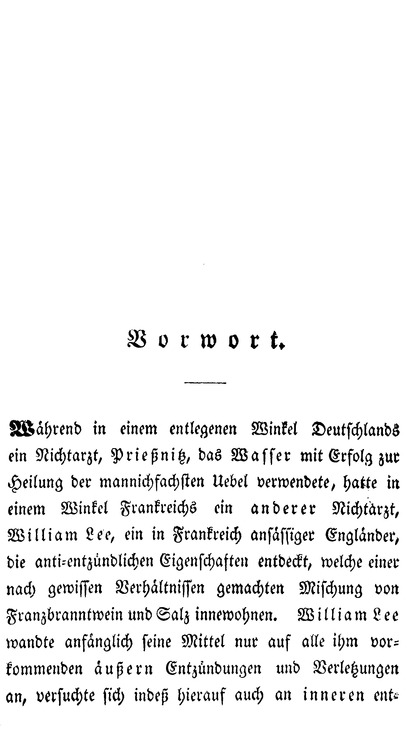 Vorwort.
Während in einem entlegenen Winkel Deutschlands
ein Nichtarzt, Prießnitz, das Wasser mit Erfolg zur
Heilung der mannichfachsten Uebel verwendete, hatte in
einem Winkel Frankreichs ein anderer Nichtarzt,
William Lee, ein in Frankreich ansässiger Engländer,
die anti-entzündlichen Eigenschaften entdeckt, welche einer
nach gewissen Verhältnissen gemachten Mischung von
Franzbranntwein und Salz innewohnen. William Lee
wandte anfänglich seine Mittel nur auf alle ihm vor-
kommenden äußern Entzündungen und Verletzungen
an, versuchte sich indeß hierauf auch an inneren ent-